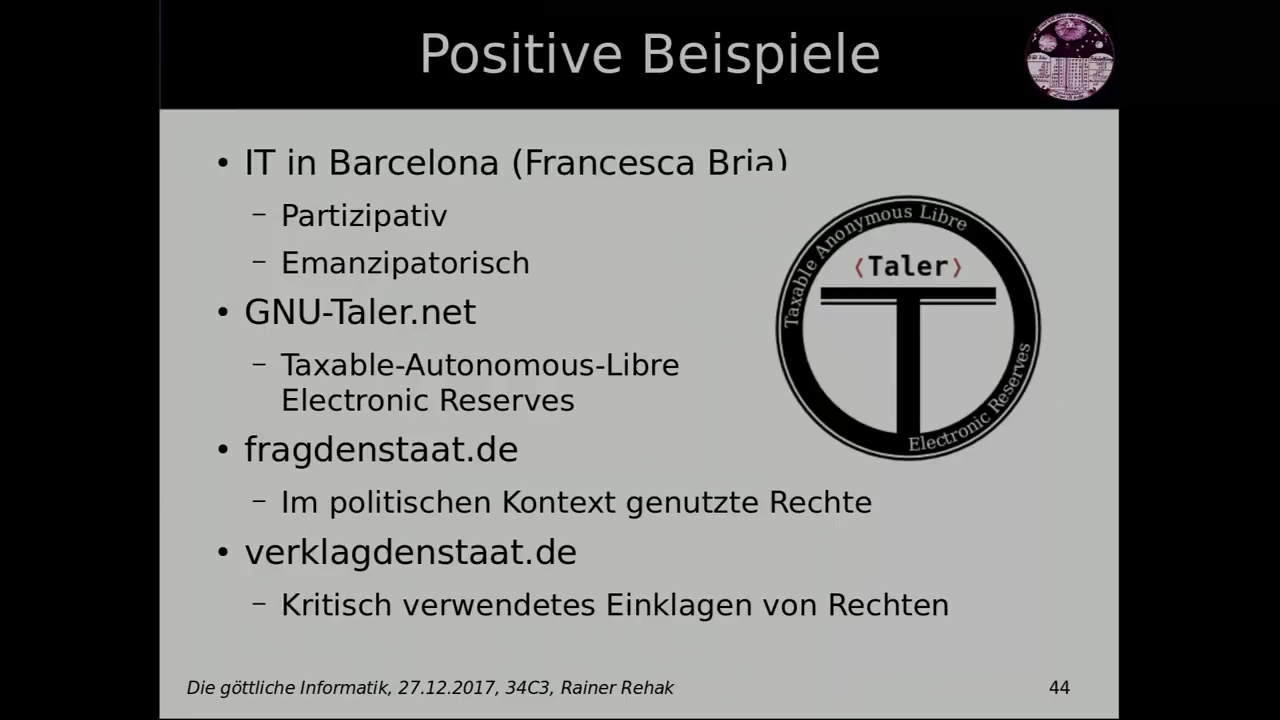 Positive Beispiele
• IT in Barcelona (Francesca Bria)
– Partizipativ
– Emanzipatorisch
• GNU-Taler.net
– Taxable-Autonomous-Libre
Electronic Reserves
• fragdenstaat.de
– Im politischen Kontext genutzte Rechte
• verklagdenstaat.de
– Kritisch verwendetes Einklagen von Rechten
Taxable Anonymous Libre
⟨Taler⟩
Electronic Reserves
Die göttliche Informatik, 27.12.2017, 34C3, Rainer Rehak
44